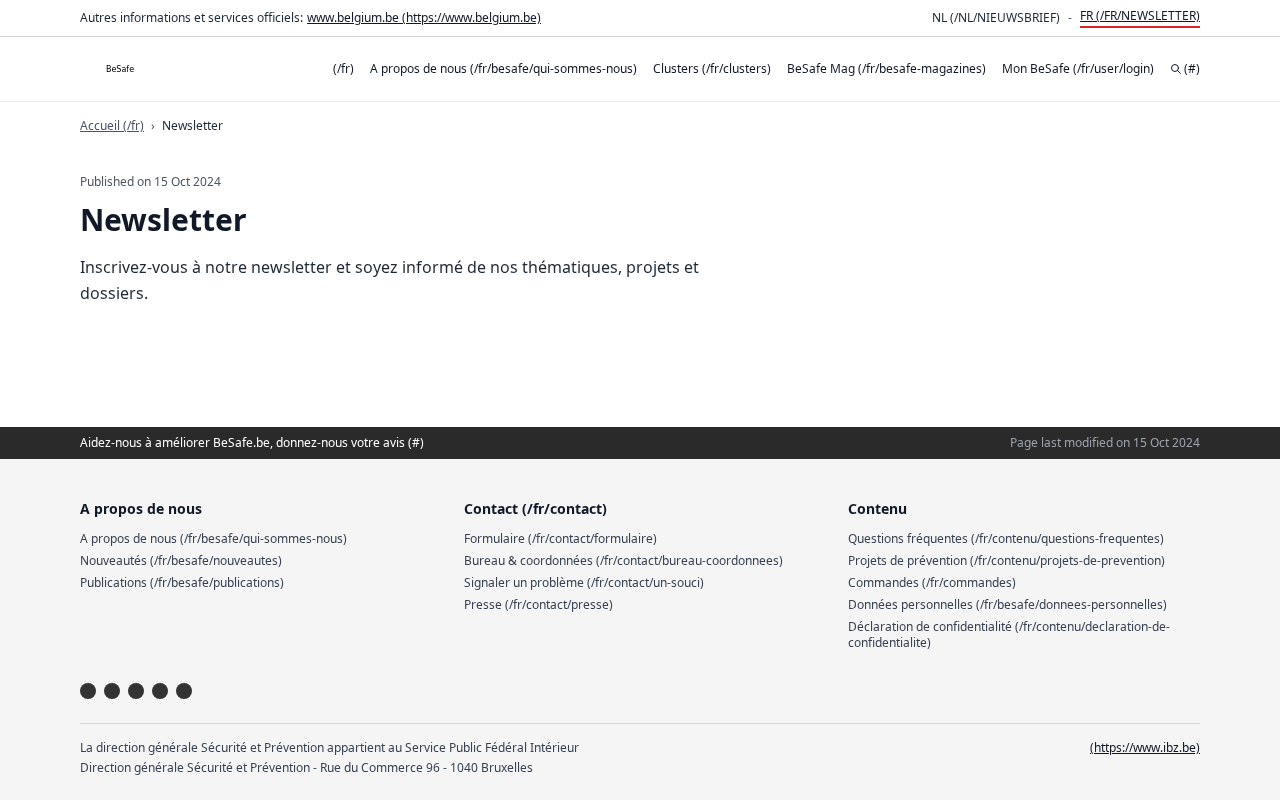 Autres informations et services officiels: www.belgium.be (https://www.belgium.be)
NL (/NL/NIEUWSBRIEF) - FR (/FR/NEWSLETTER)
BeSafe
(/fr) A propos de nous (/fr/besafe/qui-sommes-nous) Clusters (/fr/clusters) BeSafe Mag (/fr/besafe-magazines) Mon BeSafe (/fr/user/login) (#)
Accueil (/fr) › Newsletter
Published on 15 Oct 2024
Newsletter
Inscrivez-vous à notre newsletter et soyez informé de nos thématiques, projets et
dossiers.
Aidez-nous à améliorer BeSafe.be, donnez-nous votre avis (#)
Page last modified on 15 Oct 2024
A propos de nous
A propos de nous (/fr/besafe/qui-sommes-nous)
Nouveautés (/fr/besafe/nouveautes)
Publications (/fr/besafe/publications)
Contact (/fr/contact)
Formulaire (/fr/contact/formulaire)
Bureau & coordonnées (/fr/contact/bureau-coordonnees)
Signaler un problème (/fr/contact/un-souci)
Presse (/fr/contact/presse)
Contenu
Questions fréquentes (/fr/contenu/questions-frequentes)
Projets de prévention (/fr/contenu/projets-de-prevention)
Commandes (/fr/commandes)
Données personnelles (/fr/besafe/donnees-personnelles)
Déclaration de confidentialité (/fr/contenu/declaration-de-
confidentialite)
La direction générale Sécurité et Prévention appartient au Service Public Fédéral Intérieur
Direction générale Sécurité et Prévention - Rue du Commerce 96 - 1040 Bruxelles
(https://www.ibz.be)